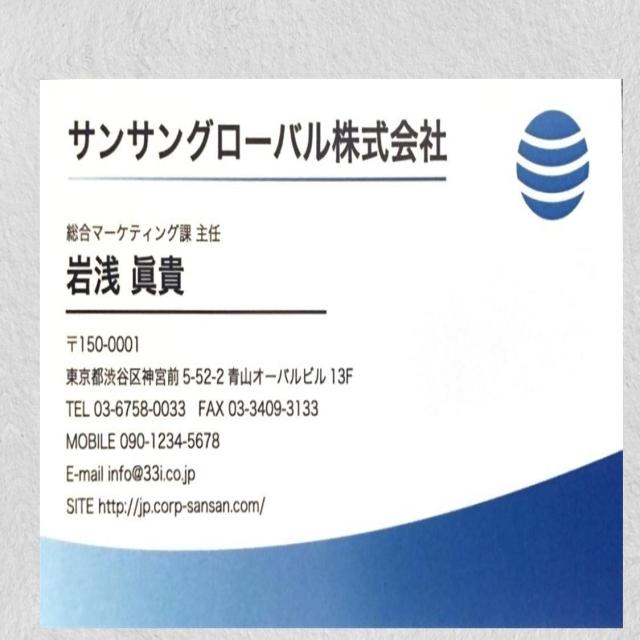 サンサングローバル株式会社
総合マーケティング課 主任
岩浅 眞貴
〒150-0001
東京都渋谷区神宮前 5-52-2 青山オーバルビル 13F
TEL 03-6758-0033 FAX 03-3409-3133
MOBILE 090-1234-5678
E-mail info@33i.co.jp
SITE http://jp.corp-sansan.com/